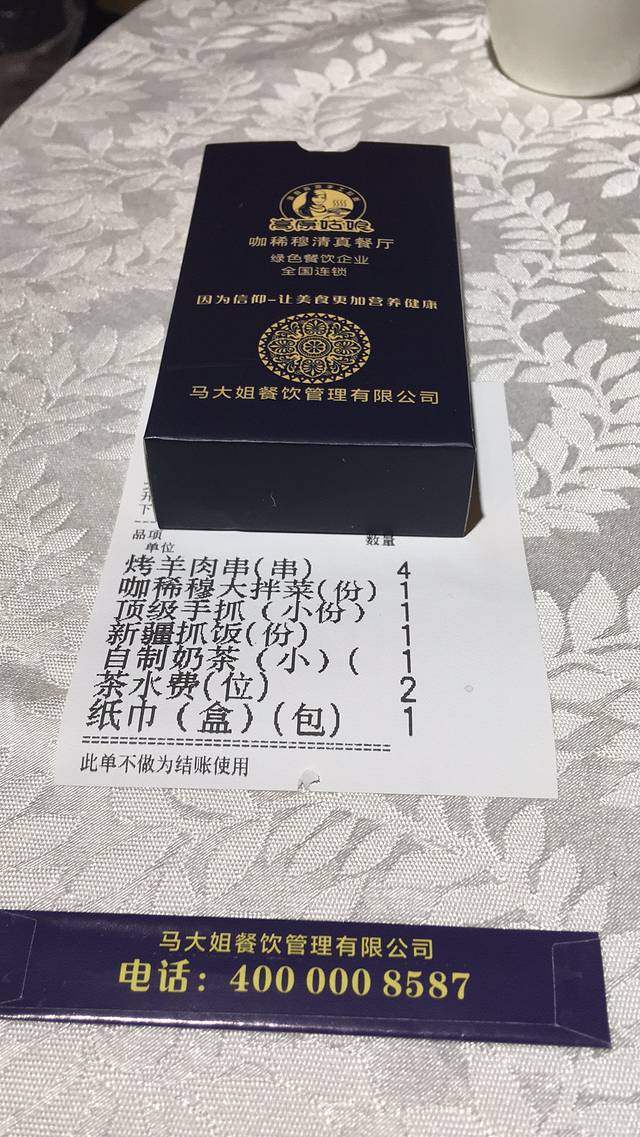 高原姑娘
咖稀穆清真餐厅
绿色餐饮企业
全国连锁
因为信仰-让美食更加营养健康
马大姐餐饮管理有限公司
下
品项 数量
单位
烤羊肉串(串) 4
咖稀穆大拌菜(份) 1
顶级手抓(小份) 1
新疆抓饭(份) 1
自制奶茶(小)( 1
茶水费(位) 2
纸巾(盒)(包) 1
此单不做为结账使用
马大姐餐饮管理有限公司
电话：400 000 8587